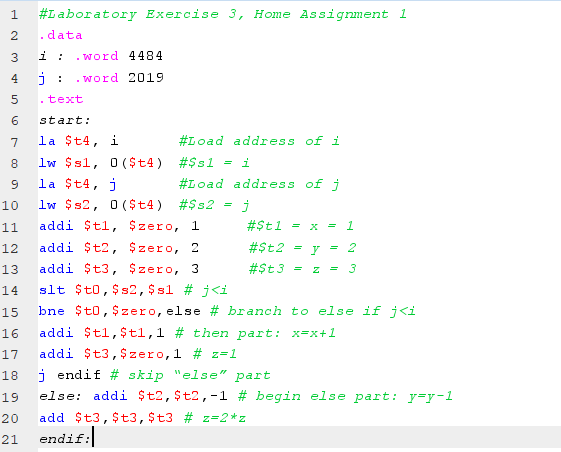 1 #Laboratory Exercise 3, Home Assignment 1
2 .data
3 i : .word 4484
4 j : .word 2019
5 .text
6 start:
7 la $t4, i #Load address of i
8 lw $s1, 0($t4) #$s1 = i
9 la $t4, j #Load address of j
10 lw $s2, 0($t4) #$s2 = j
11 addi $t1, $zero, 1 #$t1 = x = 1
12 addi $t2, $zero, 2 #$t2 = y = 2
13 addi $t3, $zero, 3 #$t3 = z = 3
14 slt $t0,$s2,$s1 # j<i
15 bne $t0,$zero,else # branch to else if j<i
16 addi $t1,$t1,1 # then part: x=x+1
17 addi $t3,$zero,1 # z=1
18 j endif # skip “else” part
19 else: addi $t2,$t2,-1 # begin else part: y=y-1
20 add $t3,$t3,$t3 # z=2*z
21 endif: